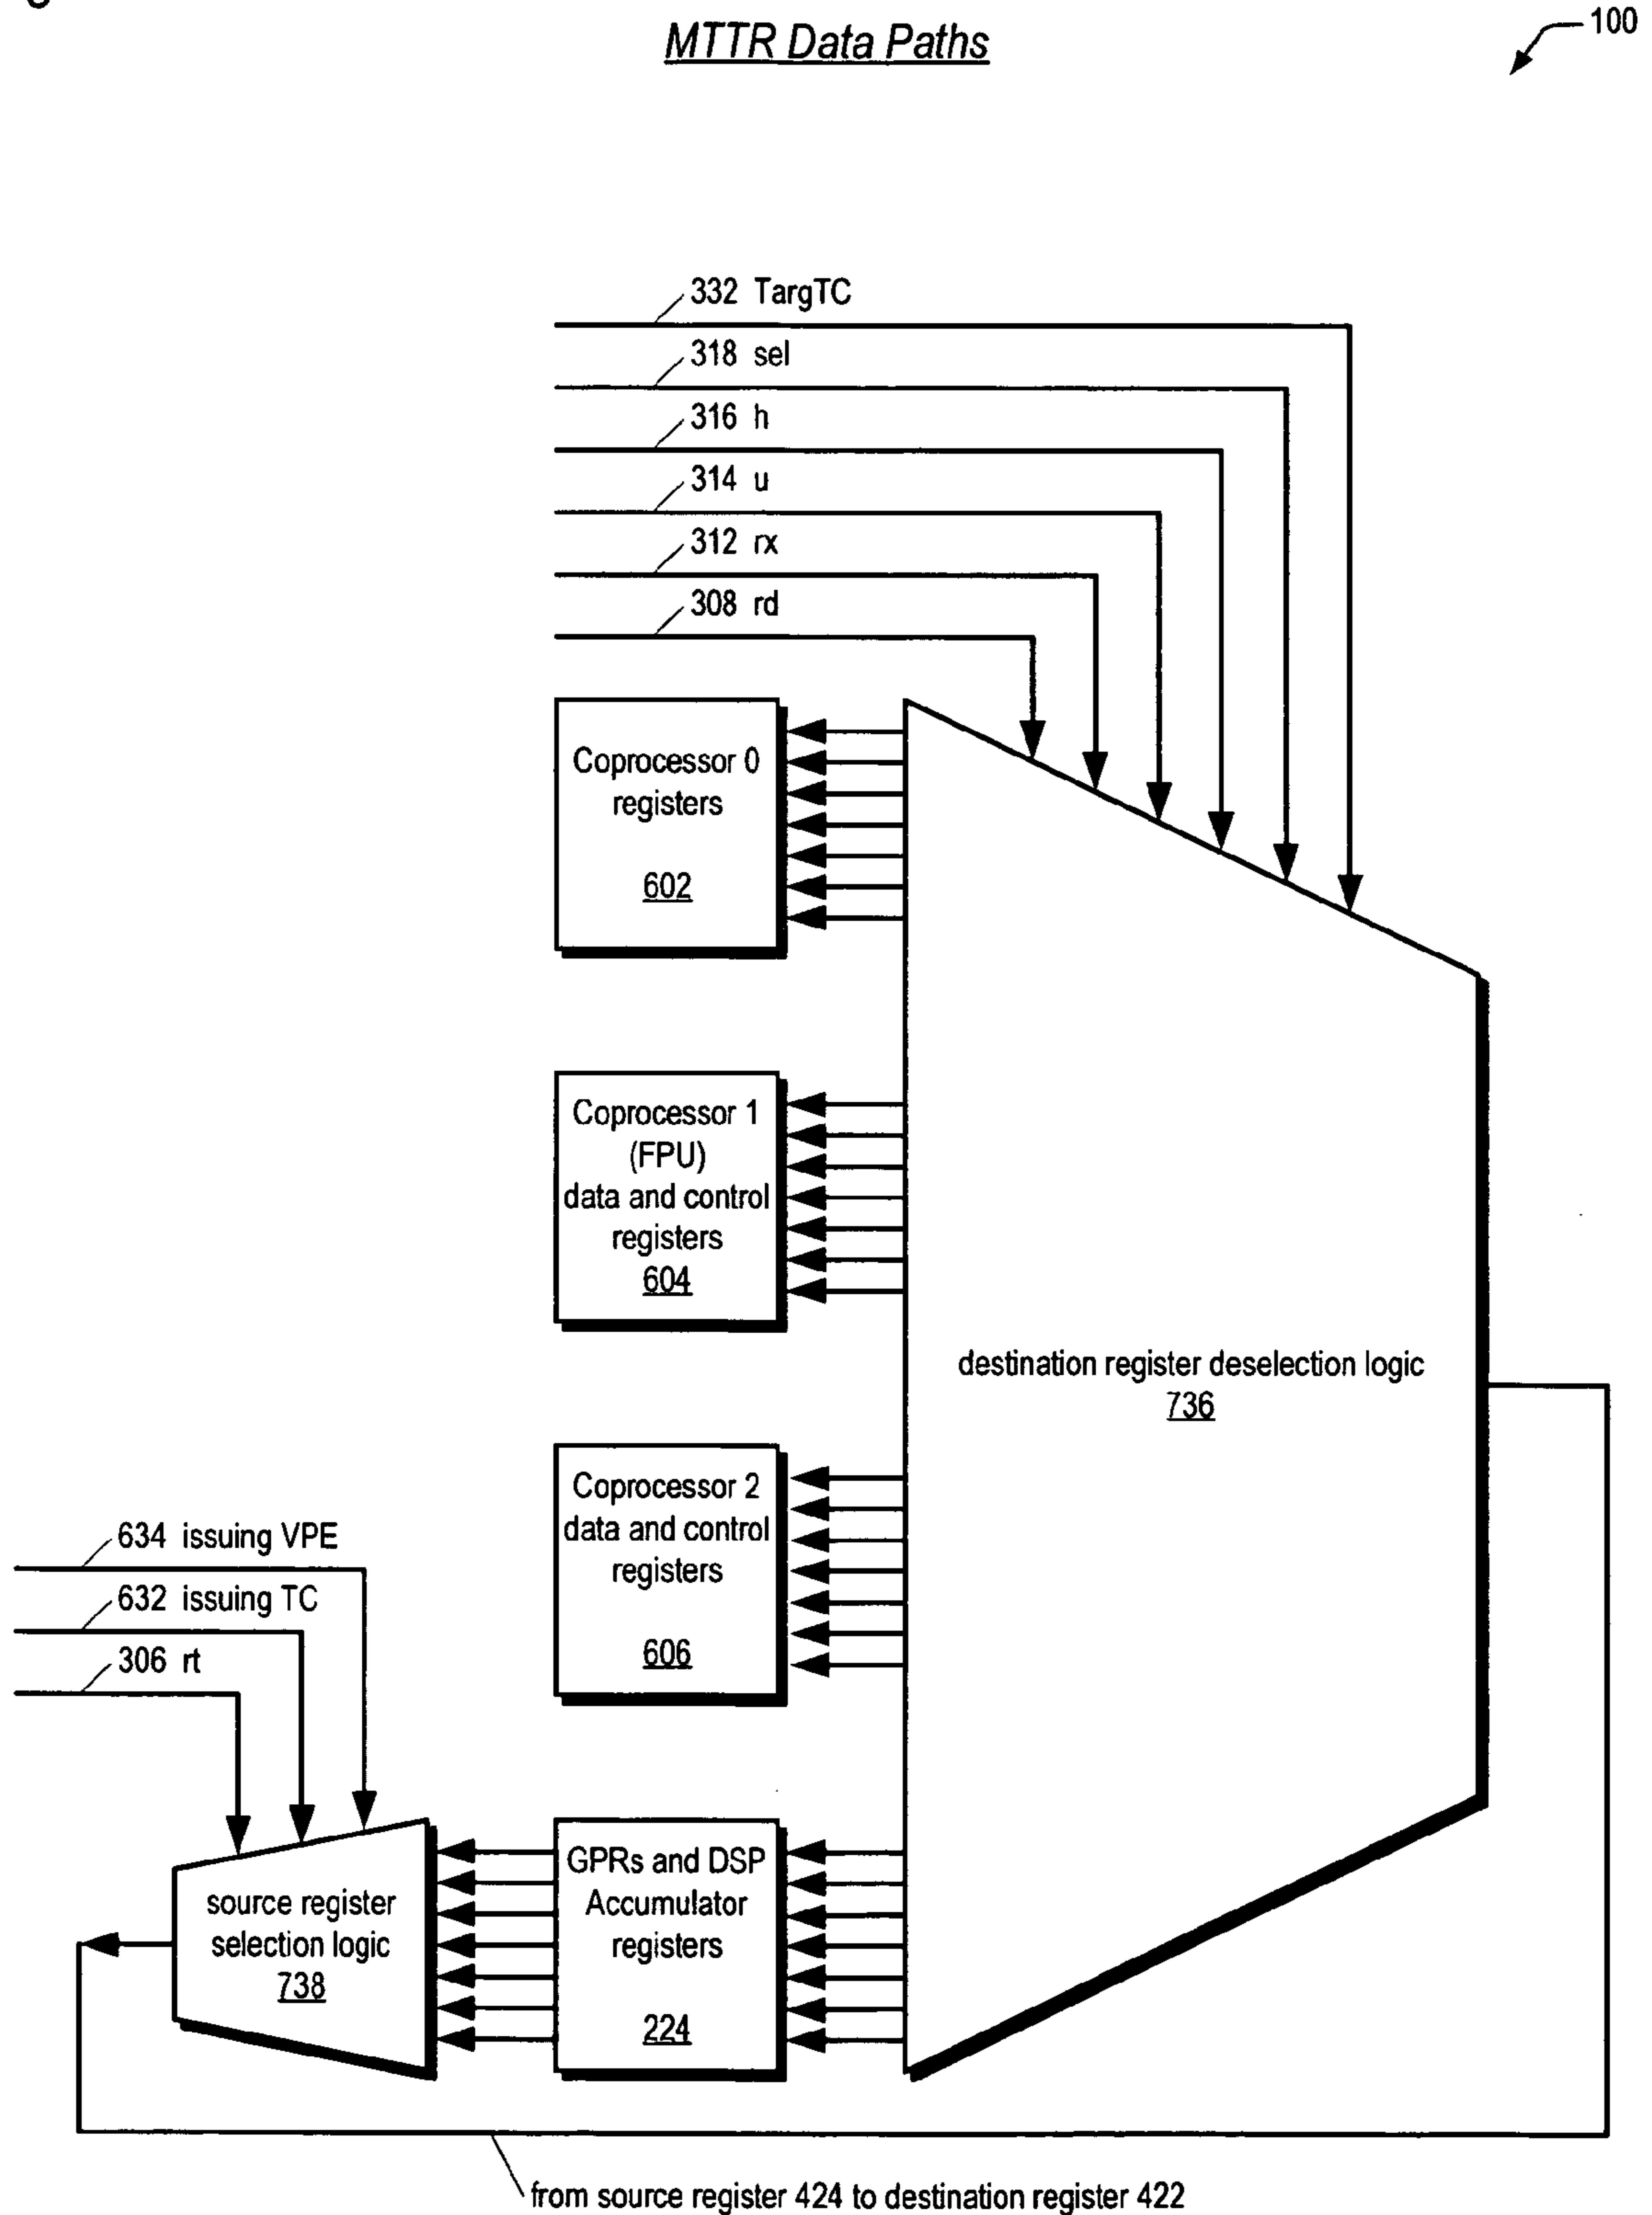 MTTR Data Paths
100
332 TargTC
318 sel
316 h
314 u
312 rx
308 rd
Coprocessor 0
registers
602
Coprocessor 1
(FPU)
data and control
registers
604
destination register deselection logic
736
Coprocessor 2
data and control
registers
606
634 issuing VPE
632 issuing TC
306 rt
source register
selection logic
738
GPRs and DSP
Accumulator
registers
224
from source register 424 to destination register 422